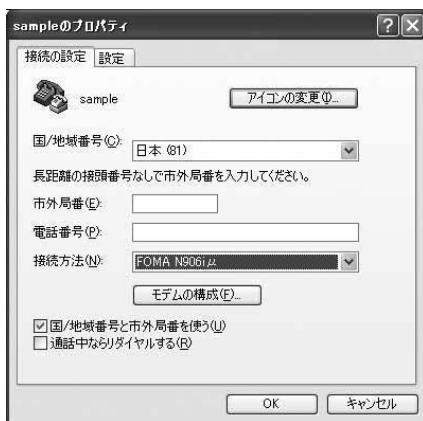 sampleのプロパティ
接続の設定 設定
sample
アイコンの変更(I)...
国/地域番号(C):
日本 (81)
長距離の接頭番号なしで市外局番を入力してください。
市外局番(E):
電話番号(P):
接続方法(N):
FOMA N906iμ
モデムの構成(F)...
国/地域番号と市外局番を使う(U)
通話中ならリダイヤルする(R)
OK キャンセル